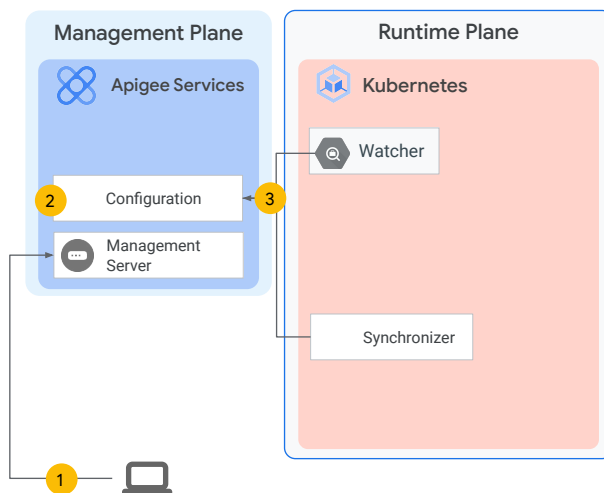 Management Plane
Runtime Plane
Apigee Services
Kubernetes
Watcher
2
Configuration
3
Management
Server
Synchronizer
1